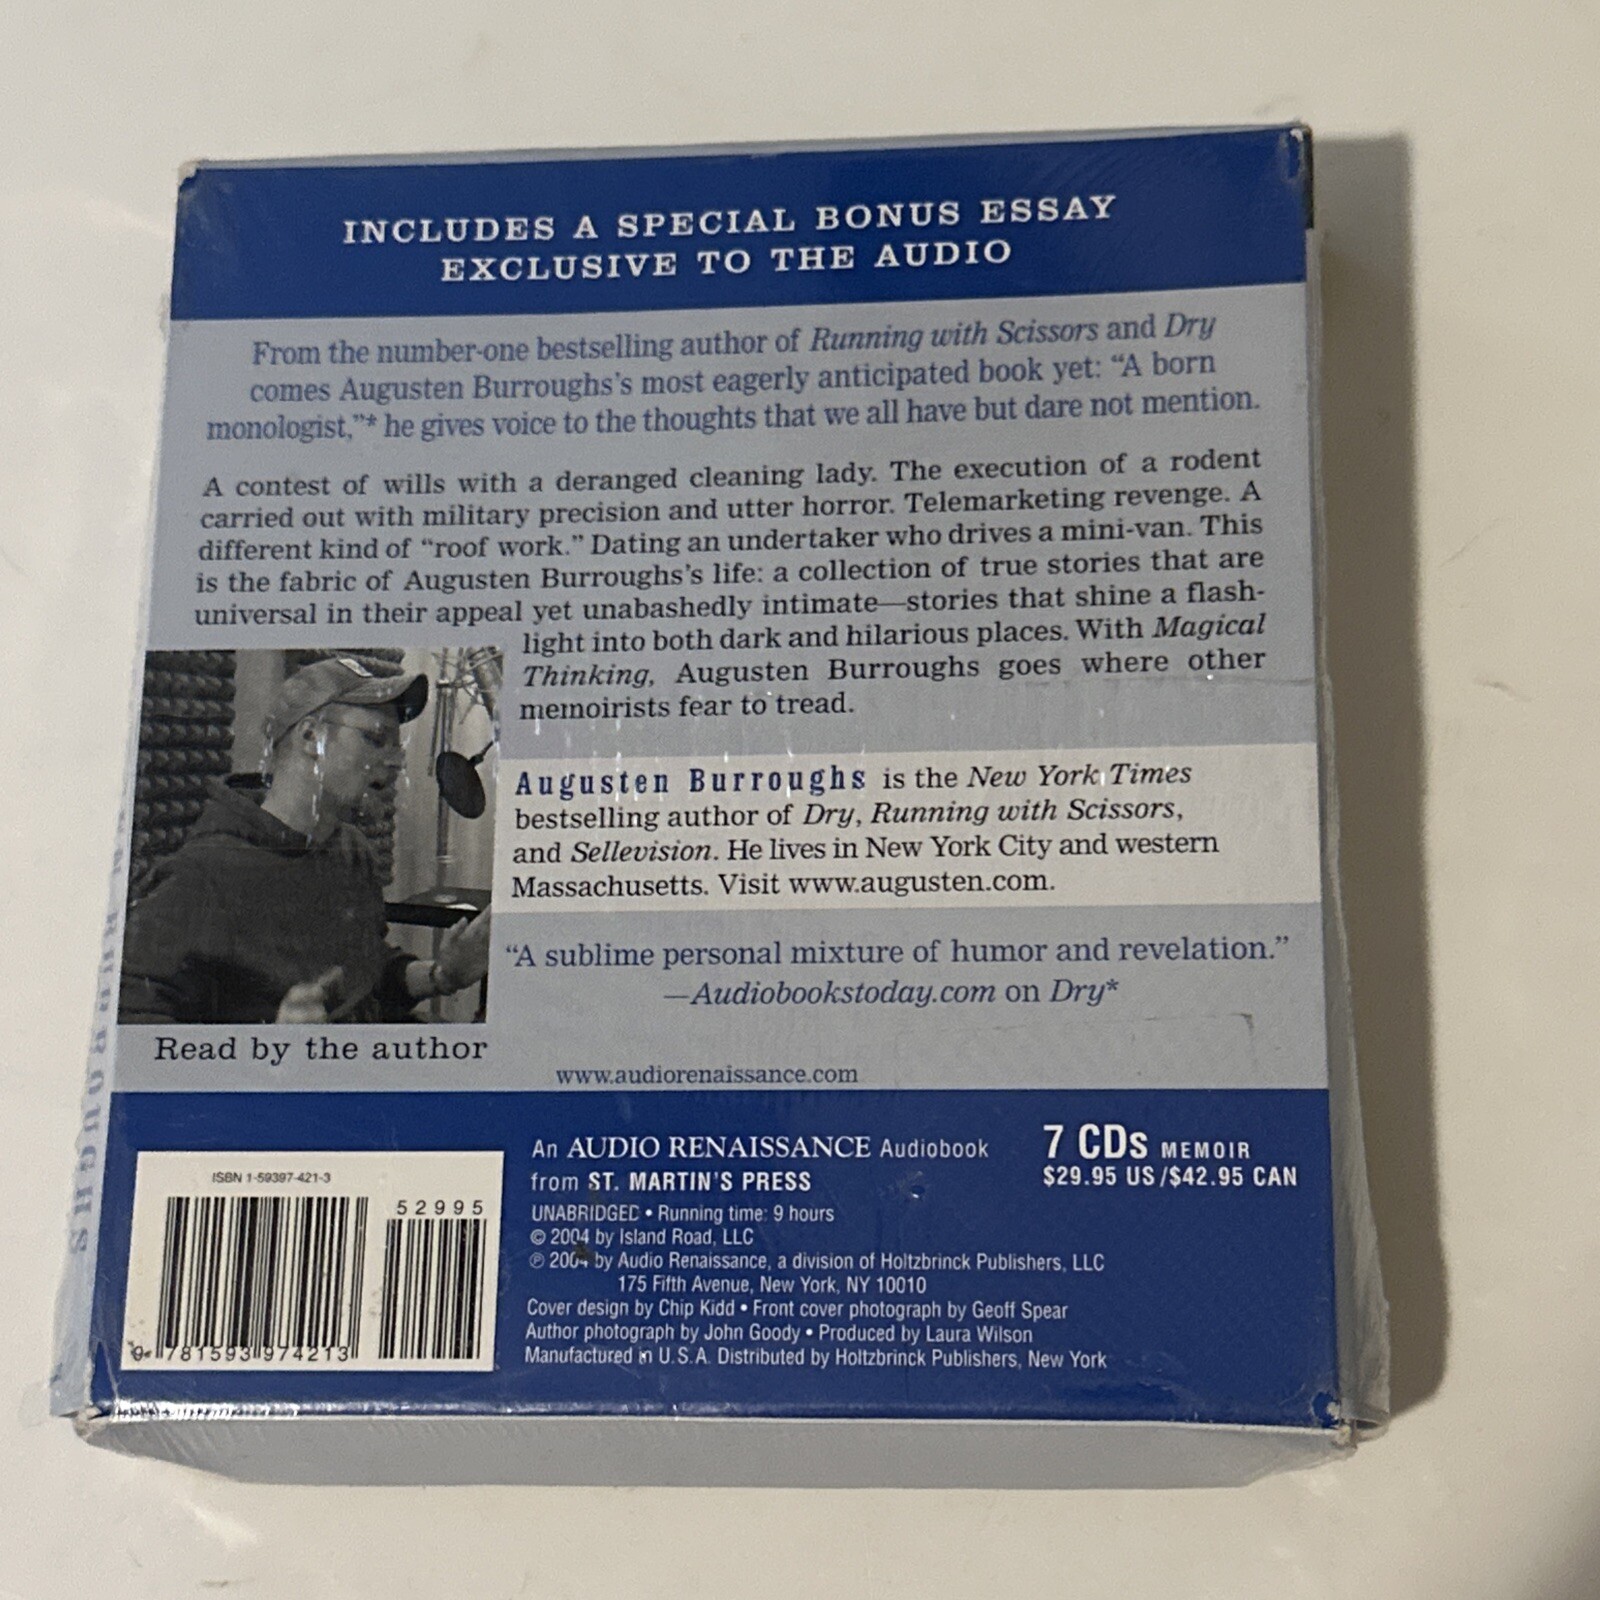 INCLUDES A SPECIAL BONUS ESSAY
EXCLUSIVE TO THE AUDIO
From the number-one bestselling author of Running with Scissors and Dry
comes Augusten Burroughs's most eagerly anticipated book yet: “A born
monologist,”* he gives voice to the thoughts that we all have but dare not mention.
A contest of wills with a deranged cleaning lady. The execution of a rodent
carried out with military precision and utter horror. Telemarketing revenge. A
different kind of “roof work.” Dating an undertaker who drives a mini-van. This
is the fabric of Augusten Burroughs's life: a collection of true stories that are
universal in their appeal yet unabashedly intimate—stories that shine a flash-
light into both dark and hilarious places. With Magical
Thinking, Augusten Burroughs goes where other
memoirists fear to tread.
Augusten Burroughs is the New York Times
bestselling author of Dry, Running with Scissors,
and Sellevision. He lives in New York City and western
Massachusetts. Visit www.augusten.com.
“A sublime personal mixture of humor and revelation.”
—Audiobookstoday.com on Dry*
Read by the author
www.audiorenaissance.com
An AUDIO RENAISSANCE Audiobook
from ST. MARTIN'S PRESS
UNABRIDGED • Running time: 9 hours
© 2004 by Island Road, LLC
℗ 2004 by Audio Renaissance, a division of Holtzbrinck Publishers, LLC
175 Fifth Avenue, New York, NY 10010
Cover design by Chip Kidd • Front cover photograph by Geoff Spear
Author photograph by John Goody • Produced by Laura Wilson
Manufactured in U.S.A. Distributed by Holtzbrinck Publishers, New York
7 CDs MEMOIR
$29.95 US/$42.95 CAN
ISBN 1-59397-421-3
52995
9 781593 974213
BURROUGHS